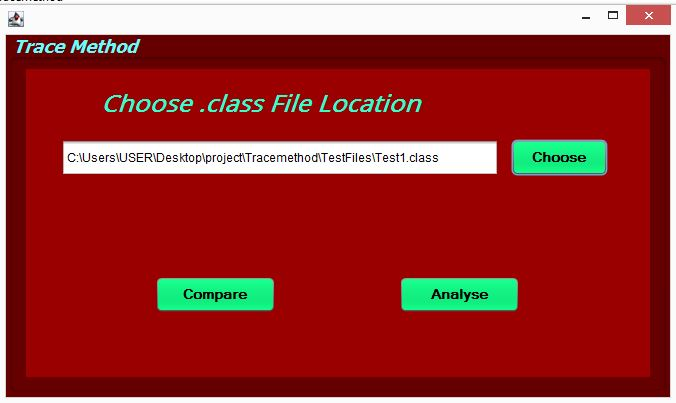 Trace Method
Choose .class File Location
C:\Users\USER\Desktop\project\Tracemethod\TestFiles\Test1.class
Choose
Compare
Analyse